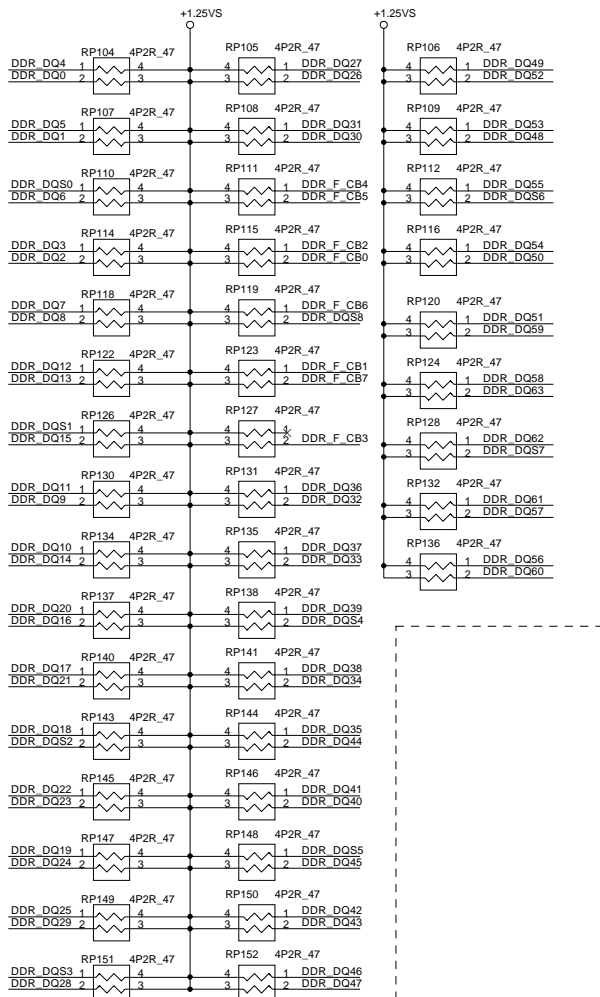 +1.25VS +1.25VS
RP104 4P2R_47 RP105 4P2R_47 RP106 4P2R_47
DDR_DQ4 1 4 4 1 DDR_DQ27 4 1 DDR_DQ49
DDR_DQ0 2 3 3 2 DDR_DQ26 3 2 DDR_DQ52
RP107 4P2R_47 RP108 4P2R_47 RP109 4P2R_47
DDR_DQ5 1 4 4 1 DDR_DQ31 4 1 DDR_DQ53
DDR_DQ1 2 3 3 2 DDR_DQ30 3 2 DDR_DQ48
RP110 4P2R_47 RP111 4P2R_47 RP112 4P2R_47
DDR_DQS0 1 4 4 1 DDR_F_CB4 4 1 DDR_DQ55
DDR_DQ6 2 3 3 2 DDR_F_CB5 3 2 DDR_DQS6
RP114 4P2R_47 RP115 4P2R_47 RP116 4P2R_47
DDR_DQ3 1 4 4 1 DDR_F_CB2 4 1 DDR_DQ54
DDR_DQ2 2 3 3 2 DDR_F_CB0 3 2 DDR_DQ50
RP118 4P2R_47 RP119 4P2R_47 RP120 4P2R_47
DDR_DQ7 1 4 4 1 DDR_F_CB6 4 1 DDR_DQ51
DDR_DQ8 2 3 3 2 DDR_DQS8 3 2 DDR_DQ59
RP122 4P2R_47 RP123 4P2R_47 RP124 4P2R_47
DDR_DQ12 1 4 4 1 DDR_F_CB1 4 1 DDR_DQ58
DDR_DQ13 2 3 3 2 DDR_F_CB7 3 2 DDR_DQ63
RP126 4P2R_47 RP127 4P2R_47 RP128 4P2R_47
DDR_DQS1 1 4 4 1 4 1 DDR_DQ62
DDR_DQ15 2 3 3 2 DDR_F_CB3 3 2 DDR_DQS7
RP130 4P2R_47 RP131 4P2R_47 RP132 4P2R_47
DDR_DQ11 1 4 4 1 DDR_DQ36 4 1 DDR_DQ61
DDR_DQ9 2 3 3 2 DDR_DQ32 3 2 DDR_DQ57
RP134 4P2R_47 RP135 4P2R_47 RP136 4P2R_47
DDR_DQ10 1 4 4 1 DDR_DQ37 4 1 DDR_DQ56
DDR_DQ14 2 3 3 2 DDR_DQ33 3 2 DDR_DQ60
RP137 4P2R_47 RP138 4P2R_47
DDR_DQ20 1 4 4 1 DDR_DQ39
DDR_DQ16 2 3 3 2 DDR_DQS4
RP140 4P2R_47 RP141 4P2R_47
DDR_DQ17 1 4 4 1 DDR_DQ38
DDR_DQ21 2 3 3 2 DDR_DQ34
RP143 4P2R_47 RP144 4P2R_47
DDR_DQ18 1 4 4 1 DDR_DQ35
DDR_DQS2 2 3 3 2 DDR_DQ44
RP145 4P2R_47 RP146 4P2R_47
DDR_DQ22 1 4 4 1 DDR_DQ41
DDR_DQ23 2 3 3 2 DDR_DQ40
RP147 4P2R_47 RP148 4P2R_47
DDR_DQ19 1 4 4 1 DDR_DQS5
DDR_DQ24 2 3 3 2 DDR_DQ45
RP149 4P2R_47 RP150 4P2R_47
DDR_DQ25 1 4 4 1 DDR_DQ42
DDR_DQ29 2 3 3 2 DDR_DQ43
RP151 4P2R_47 RP152 4P2R_47
DDR_DQS3 1 4 4 1 DDR_DQ46
DDR_DQ28 2 3 3 2 DDR_DQ47